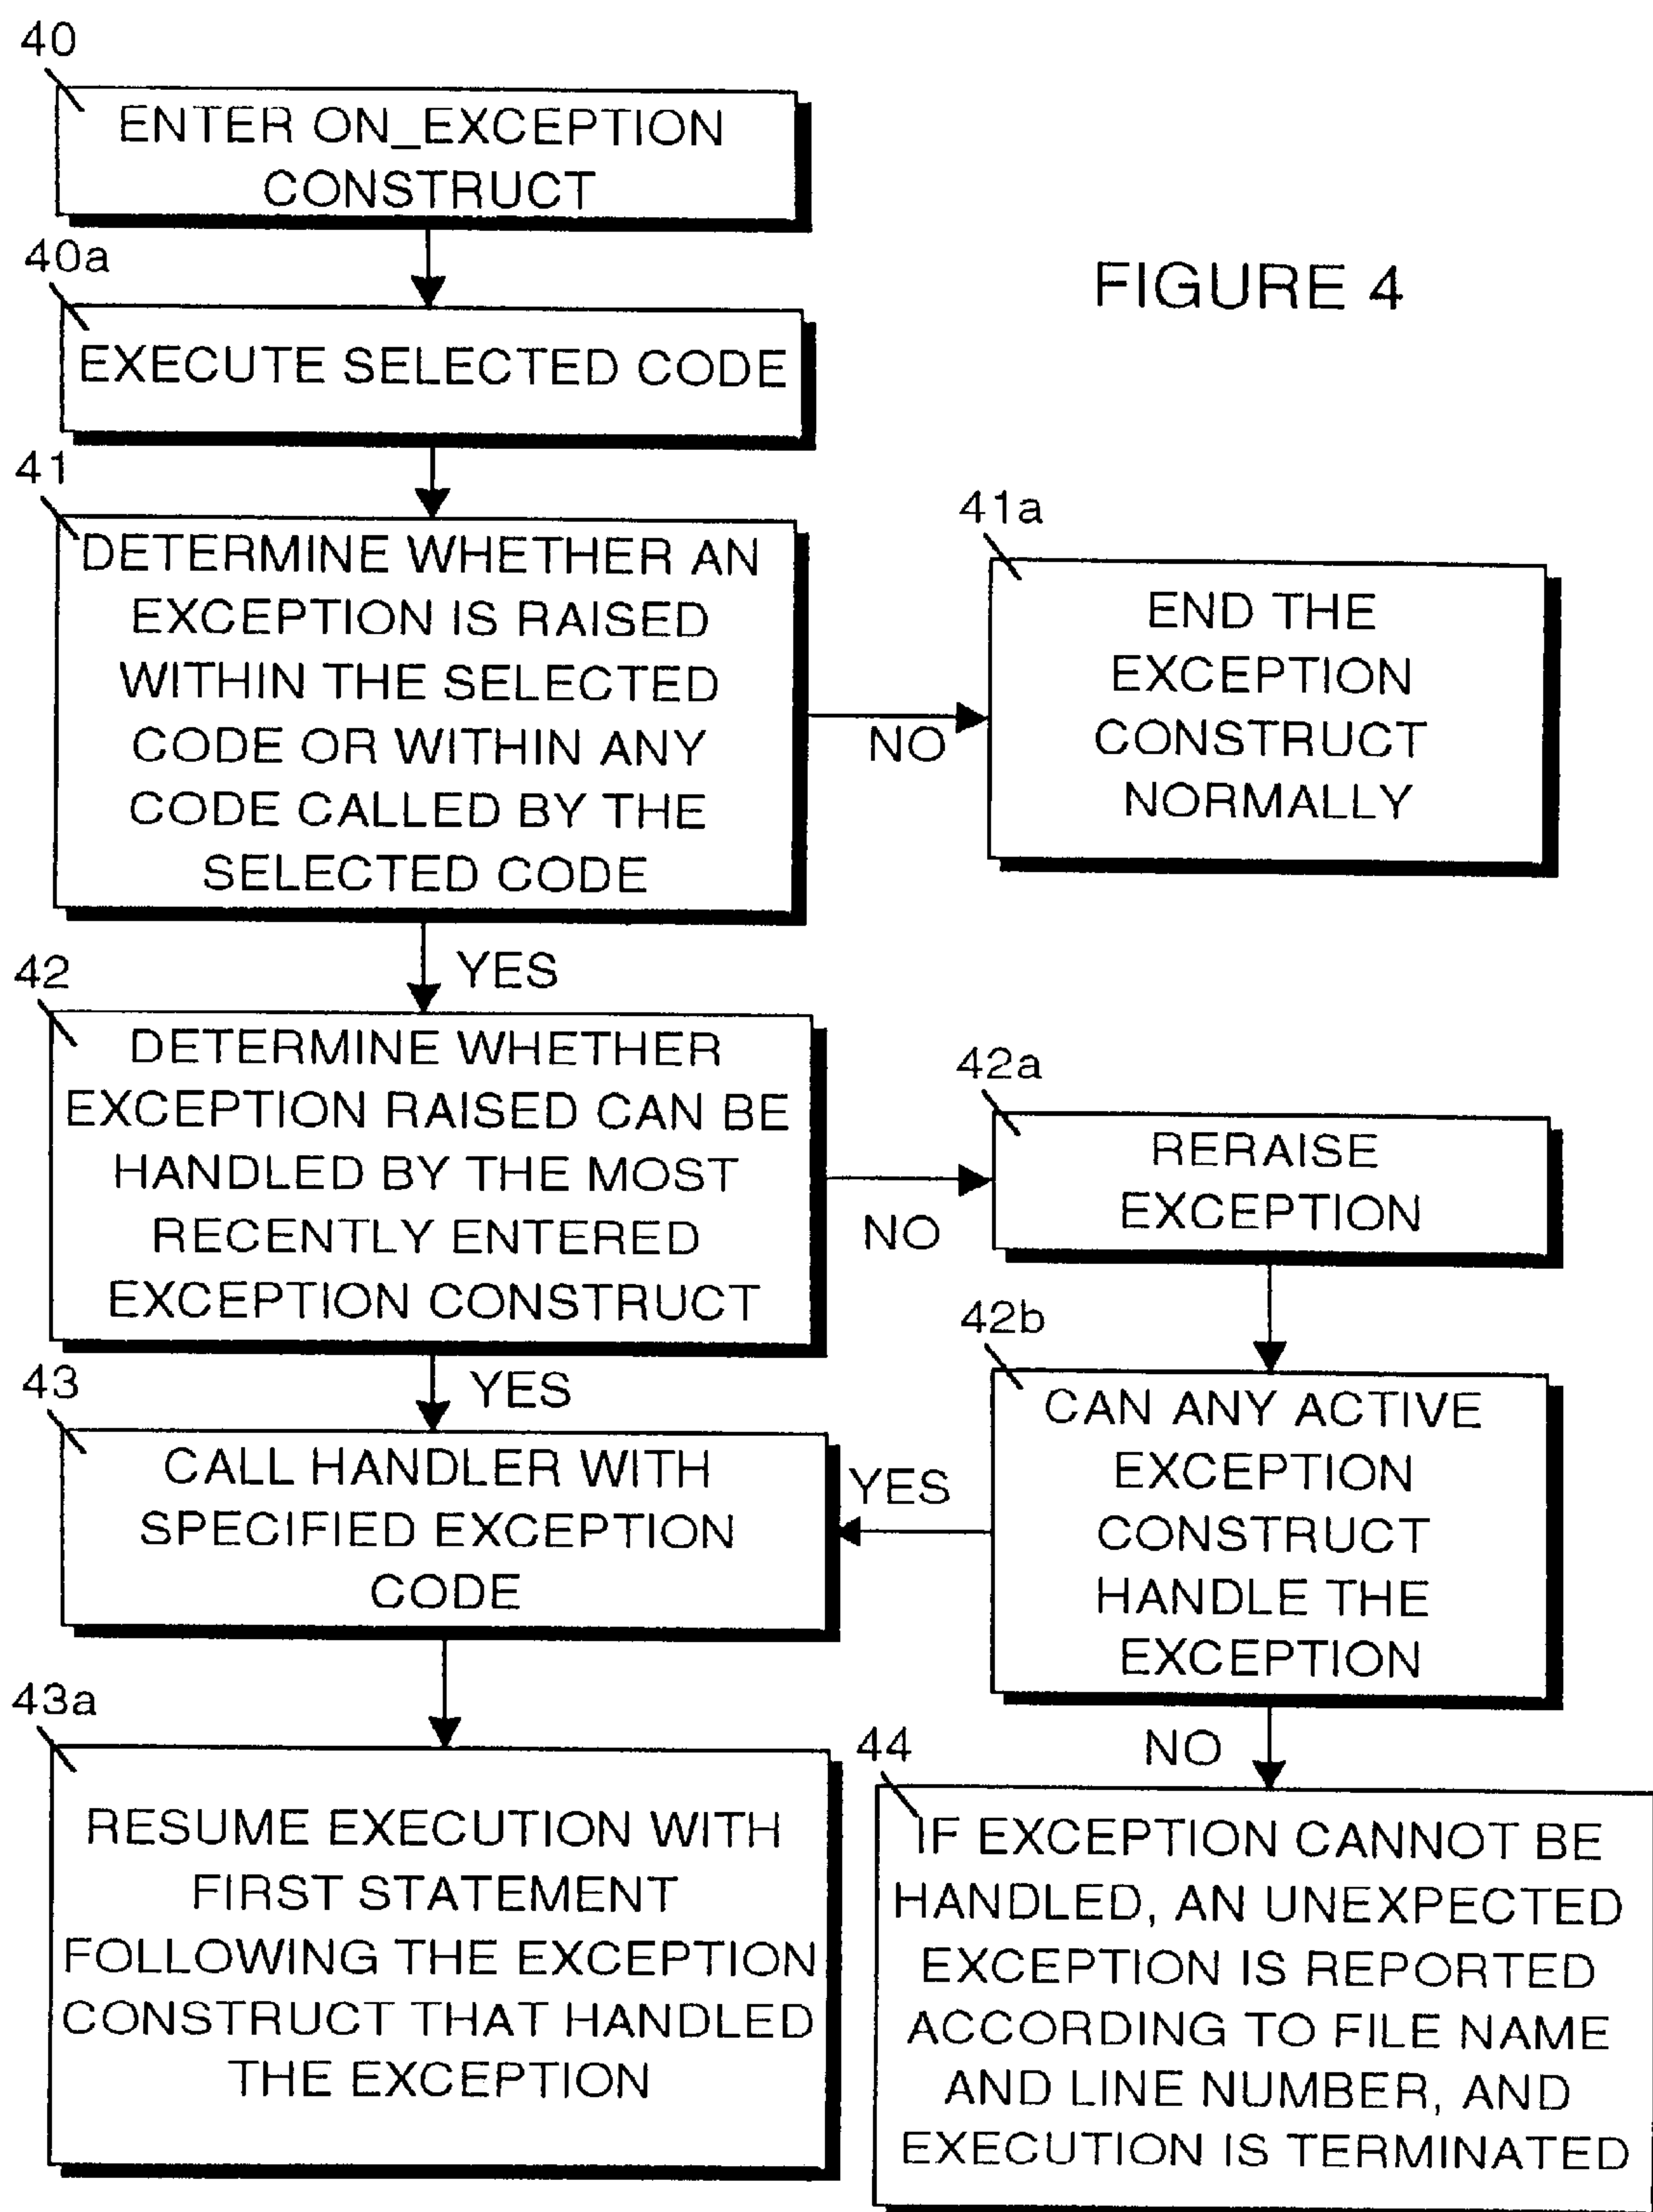 40
ENTER ON_EXCEPTION
CONSTRUCT
40a
EXECUTE SELECTED CODE
FIGURE 4
41
DETERMINE WHETHER AN
EXCEPTION IS RAISED
WITHIN THE SELECTED
CODE OR WITHIN ANY
CODE CALLED BY THE
SELECTED CODE
NO
41a
END THE
EXCEPTION
CONSTRUCT
NORMALLY
YES
42
DETERMINE WHETHER
EXCEPTION RAISED CAN BE
HANDLED BY THE MOST
RECENTLY ENTERED
EXCEPTION CONSTRUCT
NO
42a
RERAISE
EXCEPTION
42b
CAN ANY ACTIVE
EXCEPTION
CONSTRUCT
HANDLE THE
EXCEPTION
YES
YES
43
CALL HANDLER WITH
SPECIFIED EXCEPTION
CODE
43a
RESUME EXECUTION WITH
FIRST STATEMENT
FOLLOWING THE EXCEPTION
CONSTRUCT THAT HANDLED
THE EXCEPTION
NO
44
IF EXCEPTION CANNOT BE
HANDLED, AN UNEXPECTED
EXCEPTION IS REPORTED
ACCORDING TO FILE NAME
AND LINE NUMBER, AND
EXECUTION IS TERMINATED